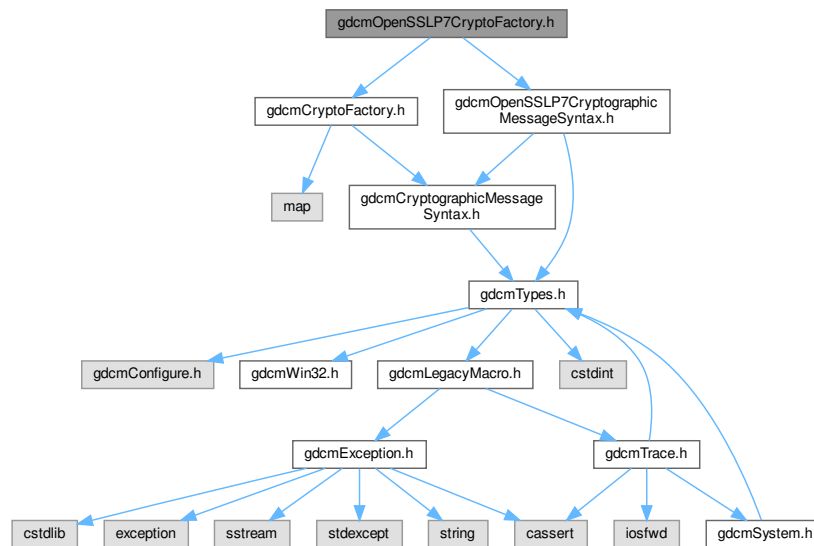 gdcmOpenSSLP7CryptoFactory.h
gdcmCryptoFactory.h
gdcmOpenSSLP7Cryptographic
MessageSyntax.h
map
gdcmCryptographicMessage
Syntax.h
gdcmTypes.h
gdcmConfigure.h
gdcmWin32.h
gdcmLegacyMacro.h
cstdint
gdcmException.h
gdcmTrace.h
cstdlib
exception
sstream
stdexcept
string
cassert
iosfwd
gdcmSystem.h